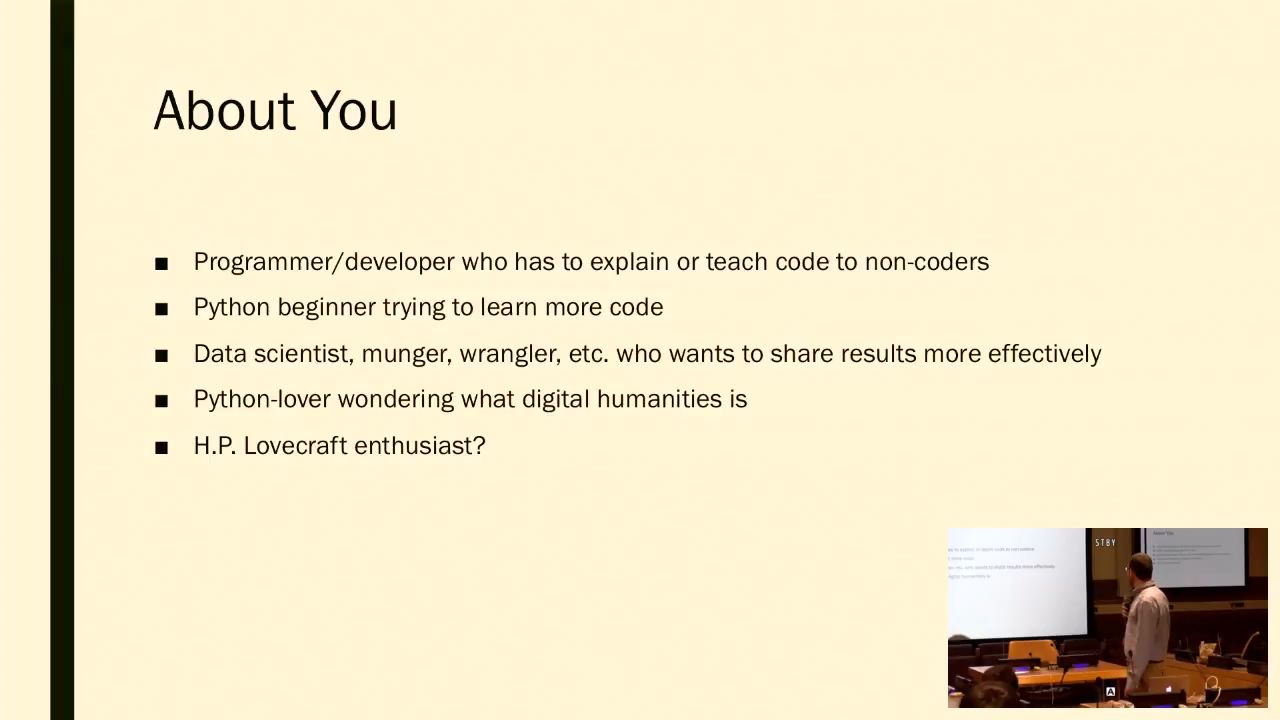 About You
■ Programmer/developer who has to explain or teach code to non-coders
■ Python beginner trying to learn more code
■ Data scientist, munger, wrangler, etc. who wants to share results more effectively
■ Python-lover wondering what digital humanities is
■ H.P. Lovecraft enthusiast?
STBY
A